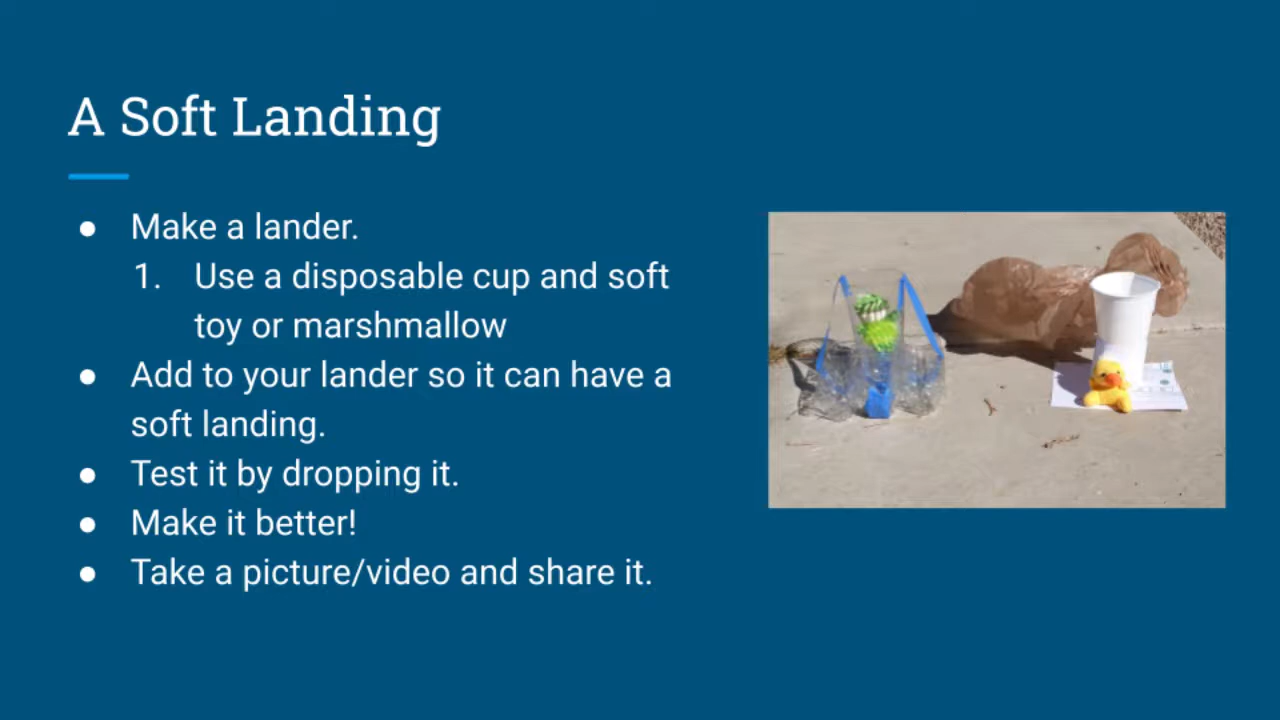 A Soft Landing
● Make a lander.
1. Use a disposable cup and soft
toy or marshmallow
● Add to your lander so it can have a
soft landing.
● Test it by dropping it.
● Make it better!
● Take a picture/video and share it.